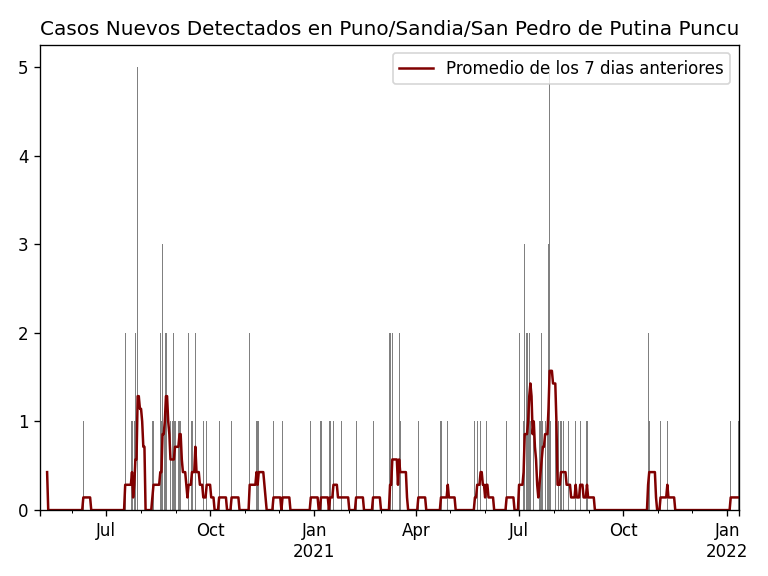 Casos Nuevos Detectados en Puno/Sandia/San Pedro de Putina Puncu
Promedio de los 7 dias anteriores
5
4
3
2
1
0
Jul
Oct
Jan
2021
Apr
Jul
Oct
Jan
2022